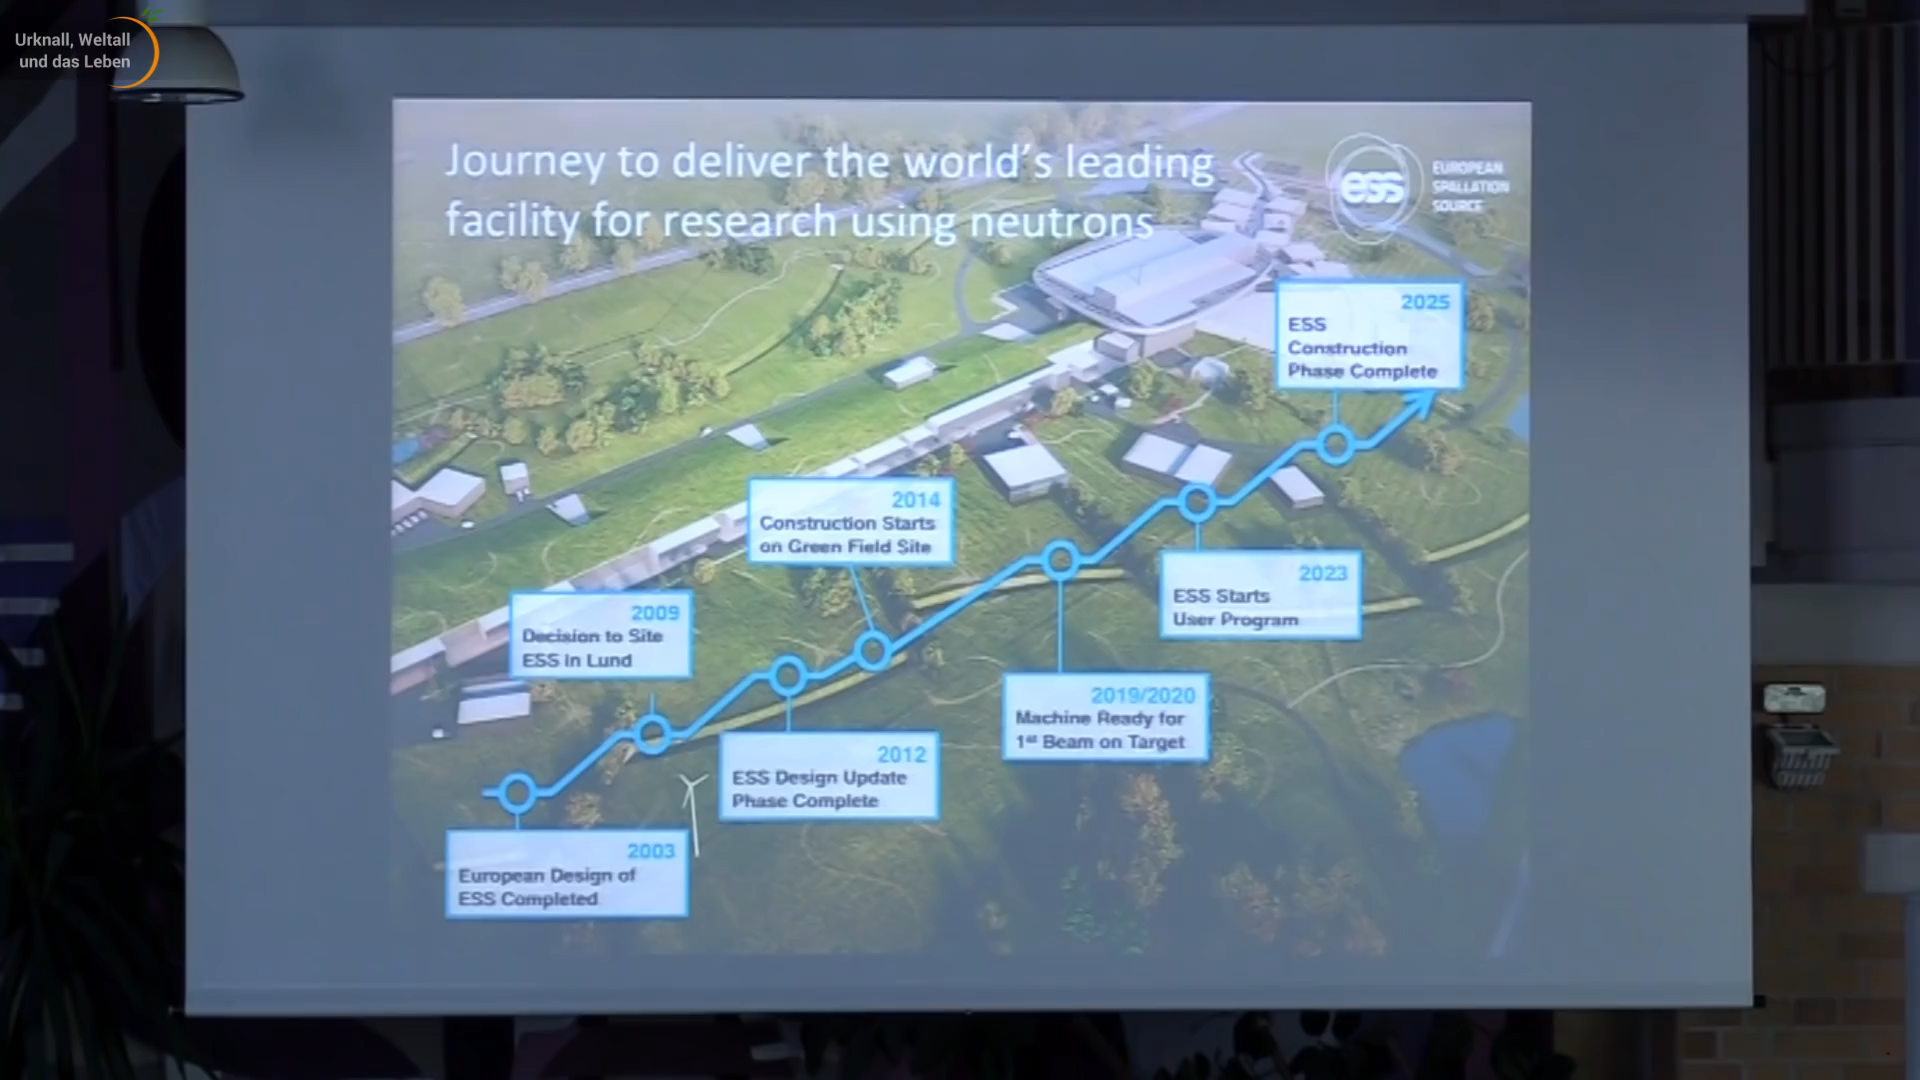 Urknall, Weltall
und das Leben
Journey to deliver the world's leading
facility for research using neutrons
ess
EUROPEAN
SPALLATION
SOURCE
2025
ESS
Construction
Phase Complete
2014
Construction Starts
on Green Field Site
2023
ESS Starts
User Program
2009
Decision to Site
ESS in Lund
2019/2020
Machine Ready for
1st Beam on Target
2012
ESS Design Update
Phase Complete
2003
European Design of
ESS Completed